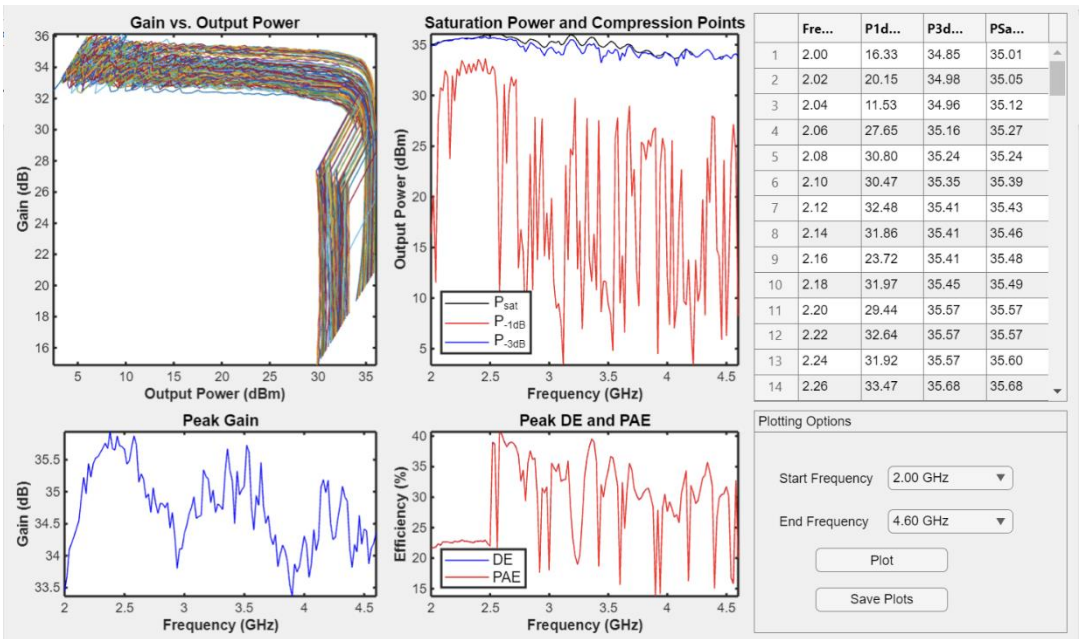 Gain vs. Output Power
36
34
32
30
28
26
24
22
20
18
16
Gain (dB)
5 10 15 20 25 30 35
Output Power (dBm)
Saturation Power and Compression Points
35
30
25
20
15
10
5
Output Power (dBm)
Psat
P-1dB
P-3dB
2 2.5 3 3.5 4 4.5
Frequency (GHz)
Fre... P1d... P3d... PSa...
1 2.00 16.33 34.85 35.01
2 2.02 20.15 34.98 35.05
3 2.04 11.53 34.96 35.12
4 2.06 27.65 35.16 35.27
5 2.08 30.80 35.24 35.24
6 2.10 30.47 35.35 35.39
7 2.12 32.48 35.41 35.43
8 2.14 31.86 35.41 35.46
9 2.16 23.72 35.41 35.48
10 2.18 31.97 35.45 35.49
11 2.20 29.44 35.57 35.57
12 2.22 32.64 35.57 35.57
13 2.24 31.92 35.57 35.60
14 2.26 33.47 35.68 35.68
Peak Gain
35.5
35
34.5
34
33.5
Gain (dB)
2 2.5 3 3.5 4 4.5
Frequency (GHz)
Peak DE and PAE
40
35
30
25
20
15
Efficiency (%)
DE
PAE
2 2.5 3 3.5 4 4.5
Frequency (GHz)
Plotting Options
Start Frequency 2.00 GHz
End Frequency 4.60 GHz
Plot
Save Plots